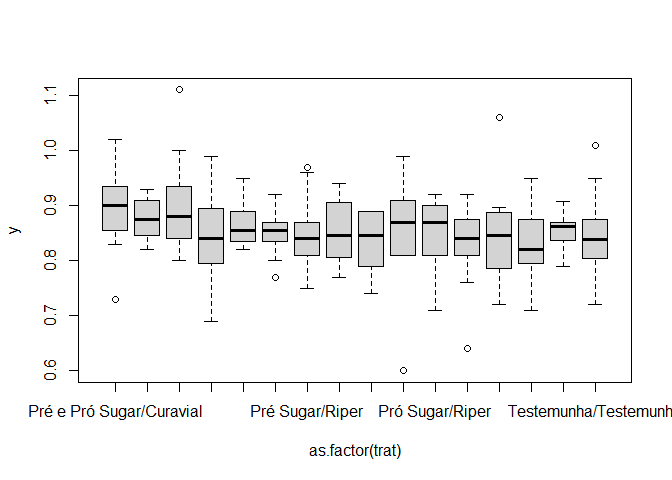 1.1
1.0
0.9
0.8
0.7
0.6
y
Pré e Pró Sugar/Curavial Pré Sugar/Riper Pró Sugar/Riper Testemunha/Testemunh
as.factor(trat)